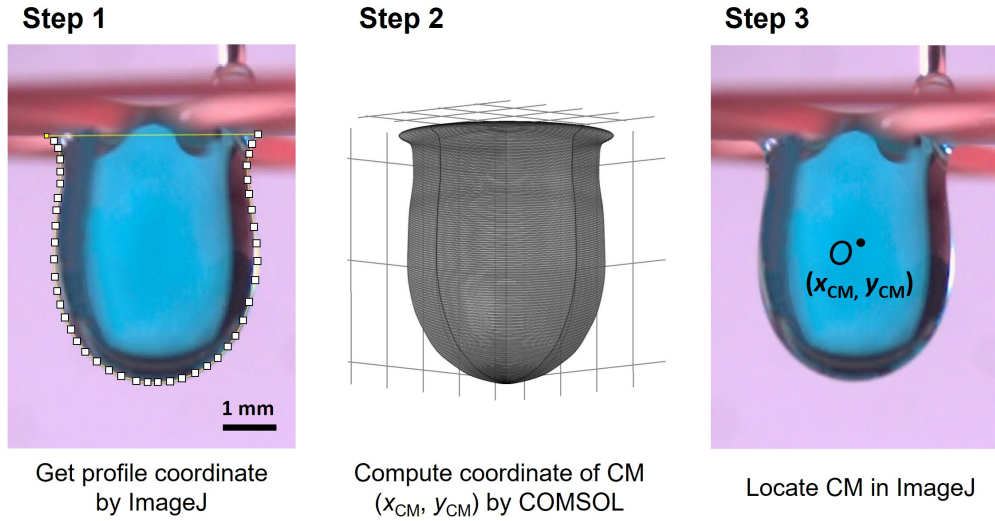 Step 1
Step 2
Step 3
1 mm
O
(xCM, yCM)
Get profile coordinate
by ImageJ
Compute coordinate of CM
(xCM, yCM) by COMSOL
Locate CM in ImageJ